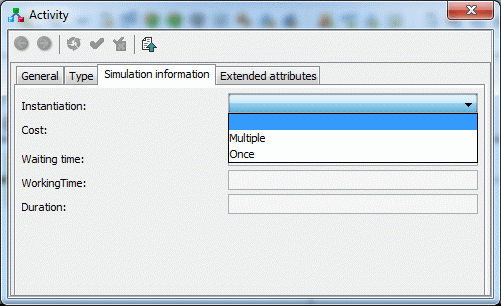 Activity
General Type Simulation information Extended attributes
Instantiation:
Multiple
Once
Cost:
Waiting time:
WorkingTime:
Duration: